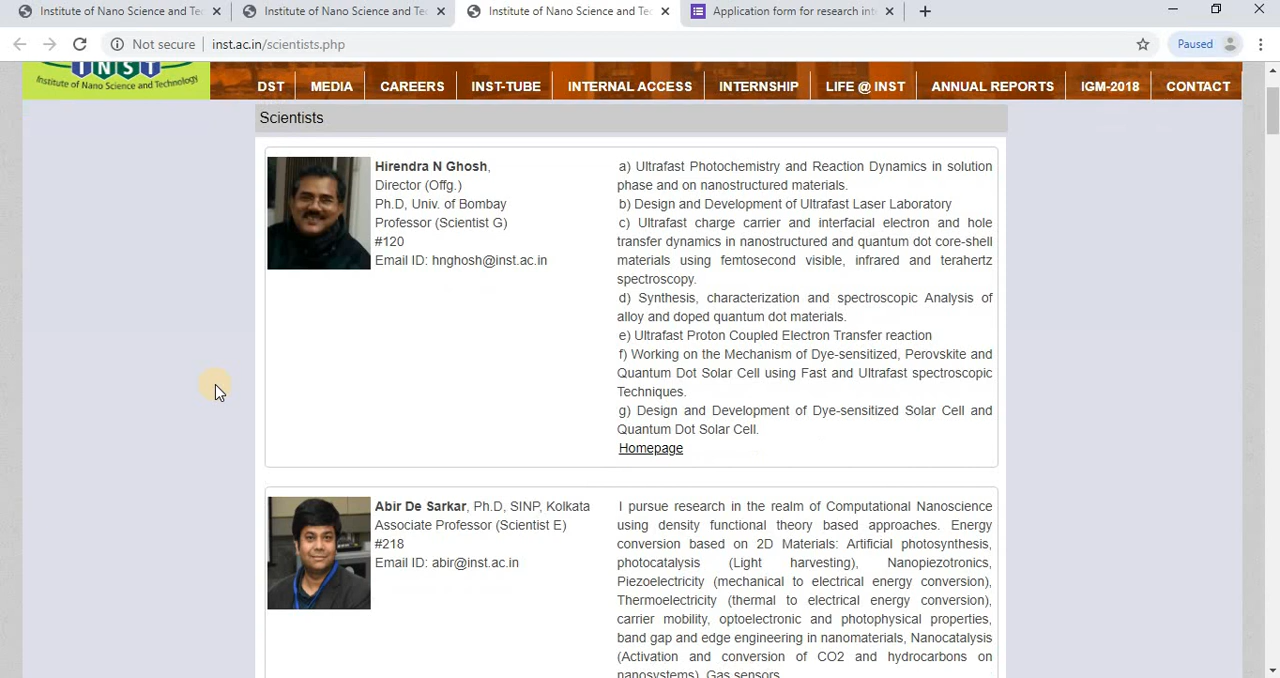 Institute of Nano Science and Tec
Institute of Nano Science and Te
Institute of Nano Science and Tec
Application form for research int
Not secure
inst.ac.in/scientists.php
Paused
INST
Institute of Nano Science and Technology
DST
MEDIA
CAREERS
INST-TUBE
INTERNAL ACCESS
INTERNSHIP
LIFE @ INST
ANNUAL REPORTS
IGM-2018
CONTACT
Scientists
Hirendra N Ghosh,
Director (Offg.)
Ph.D, Univ. of Bombay
Professor (Scientist G)
#120
Email ID: hnghosh@inst.ac.in
a) Ultrafast Photochemistry and Reaction Dynamics in solution
phase and on nanostructured materials.
b) Design and Development of Ultrafast Laser Laboratory
c) Ultrafast charge carrier and interfacial electron and hole
transfer dynamics in nanostructured and quantum dot core-shell
materials using femtosecond visible, infrared and terahertz
spectroscopy.
d) Synthesis, characterization and spectroscopic Analysis of
alloy and doped quantum dot materials.
e) Ultrafast Proton Coupled Electron Transfer reaction
f) Working on the Mechanism of Dye-sensitized, Perovskite and
Quantum Dot Solar Cell using Fast and Ultrafast spectroscopic
Techniques.
g) Design and Development of Dye-sensitized Solar Cell and
Quantum Dot Solar Cell.
Homepage
Abir De Sarkar, Ph.D, SINP, Kolkata
Associate Professor (Scientist E)
#218
Email ID: abir@inst.ac.in
I pursue research in the realm of Computational Nanoscience
using density functional theory based approaches. Energy
conversion based on 2D Materials: Artificial photosynthesis,
photocatalysis (Light harvesting), Nanopiezotronics,
Piezoelectricity (mechanical to electrical energy conversion),
Thermoelectricity (thermal to electrical energy conversion),
carrier mobility, optoelectronic and photophysical properties,
band gap and edge engineering in nanomaterials, Nanocatalysis
(Activation and conversion of CO2 and hydrocarbons on
nanosystems), Gas sensors